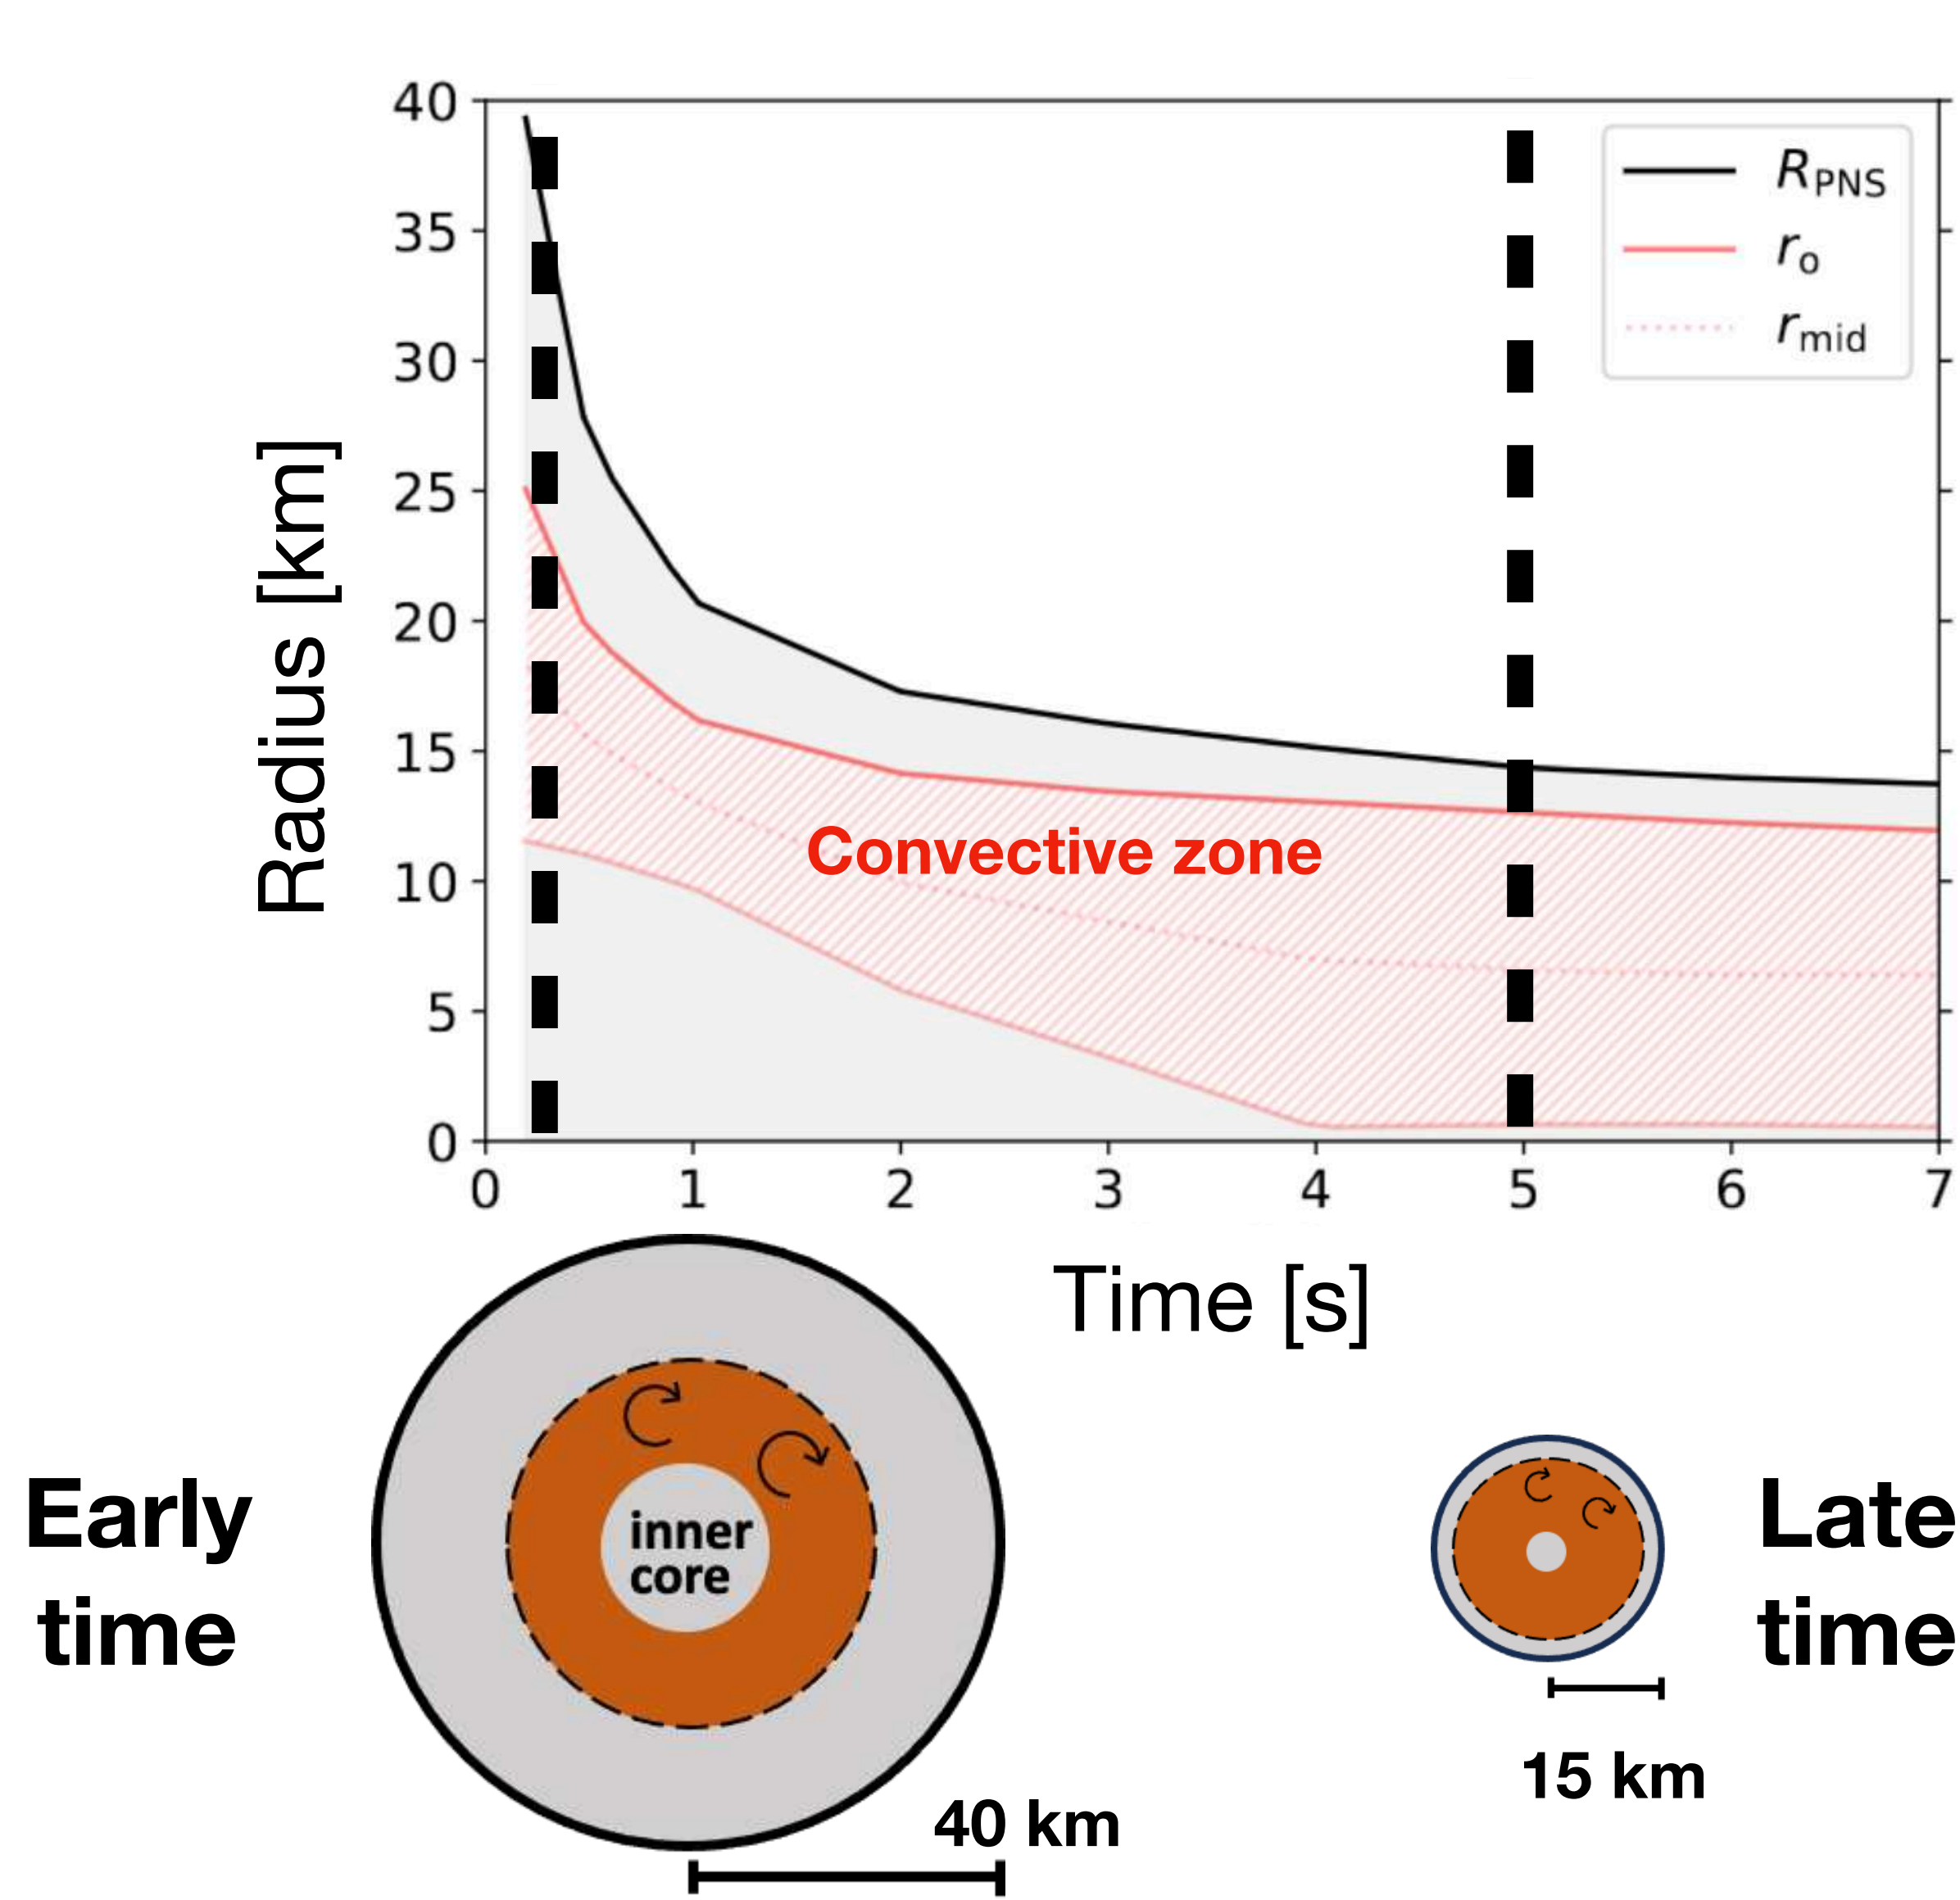 40
35
30
25
20
15
10
5
0
Radius [km]
R_PNS
r_o
r_mid
Convective zone
0 1 2 3 4 5 6 7
Time [s]
Early
time
inner
core
40 km
Late
time
15 km